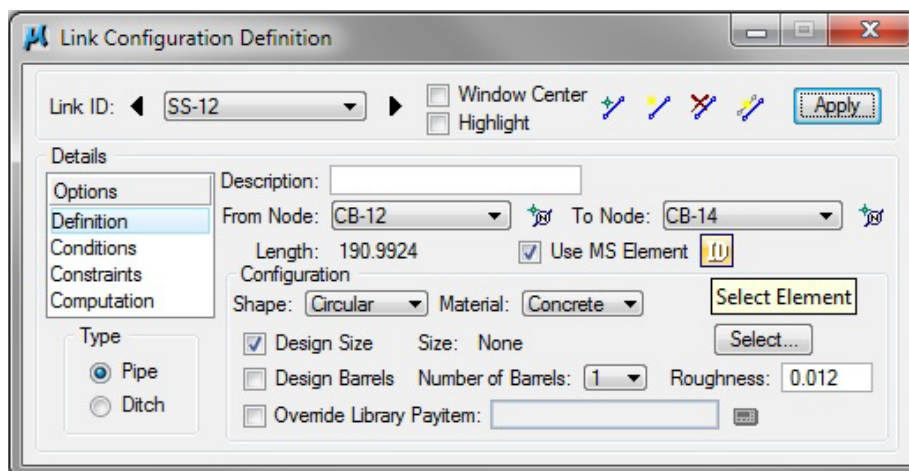 Link Configuration Definition
Link ID: SS-12 Window Center Apply
Highlight
Details
Options
Definition
Conditions
Constraints
Computation
Type
Pipe
Ditch
Description:
From Node: CB-12 To Node: CB-14
Length: 190.9924 Use MS Element
Configuration
Shape: Circular Material: Concrete Select Element
Design Size Size: None Select...
Design Barrels Number of Barrels: 1 Roughness: 0.012
Override Library Payitem: